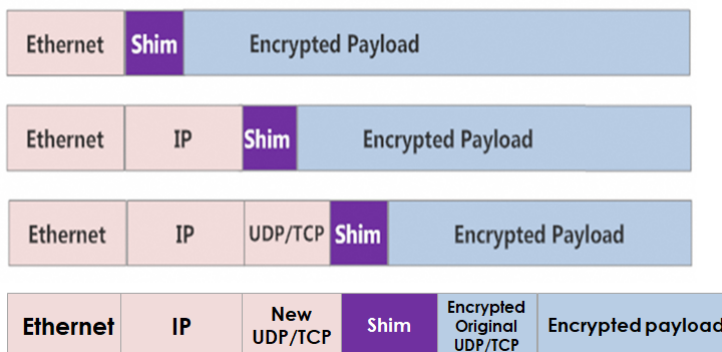 Ethernet Shim Encrypted Payload
Ethernet IP Shim Encrypted Payload
Ethernet IP UDP/TCP Shim Encrypted Payload
Ethernet IP New UDP/TCP Shim Encrypted Original UDP/TCP Encrypted payload